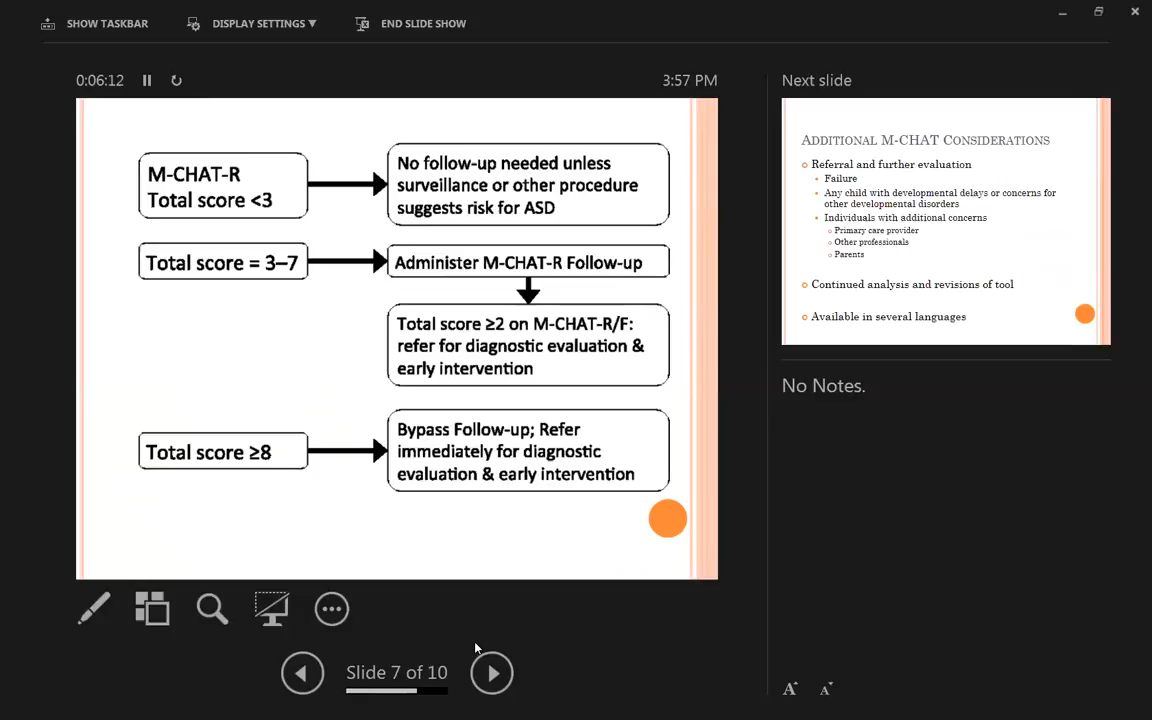 SHOW TASKBAR
DISPLAY SETTINGS ▼
END SLIDE SHOW
0:06:12
3:57 PM
M-CHAT-R
Total score <3
No follow-up needed unless
surveillance or other procedure
suggests risk for ASD
Total score = 3–7
Administer M-CHAT-R Follow-up
Total score ≥2 on M-CHAT-R/F:
refer for diagnostic evaluation &
early intervention
Total score ≥8
Bypass Follow-up; Refer
immediately for diagnostic
evaluation & early intervention
Slide 7 of 10
Next slide
ADDITIONAL M-CHAT CONSIDERATIONS
Referral and further evaluation
Failure
Any child with developmental delays or concerns for
other developmental disorders
Individuals with additional concerns
Primary care provider
Other professionals
Parents
Continued analysis and revisions of tool
Available in several languages
No Notes.
A A